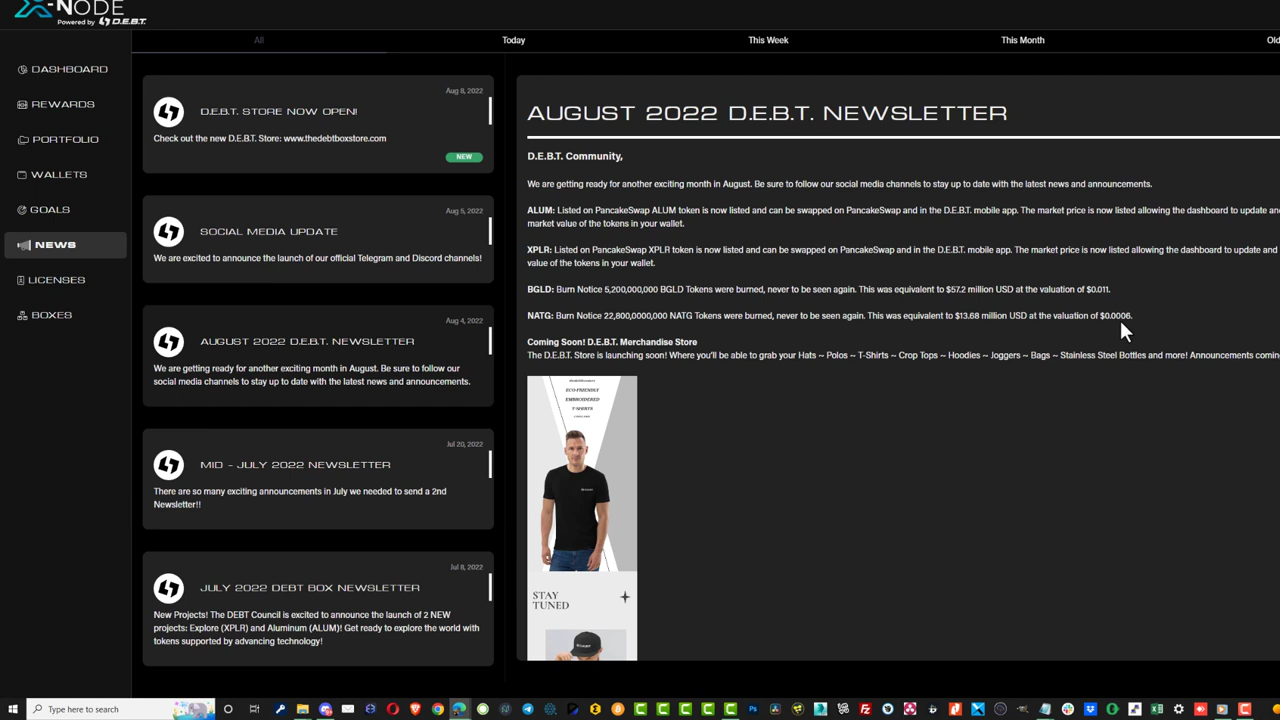 X-NODE
Powered by D.E.B.T.
DASHBOARD
REWARDS
PORTFOLIO
WALLETS
GOALS
NEWS
LICENSES
BOXES
All
Today
This Week
This Month
Aug 8, 2022
D.E.B.T. STORE NOW OPEN!
Check out the new D.E.B.T. Store: www.thedebtboxstore.com
NEW
Aug 5, 2022
SOCIAL MEDIA UPDATE
We are excited to announce the launch of our official Telegram and Discord channels!
Aug 4, 2022
AUGUST 2022 D.E.B.T. NEWSLETTER
We are getting ready for another exciting month in August. Be sure to follow our
social media channels to stay up to date with the latest news and announcements.
Jul 20, 2022
MID - JULY 2022 NEWSLETTER
There are so many exciting announcements in July we needed to send a 2nd
Newsletter!!
Jul 8, 2022
JULY 2022 DEBT BOX NEWSLETTER
New Projects! The DEBT Council is excited to announce the launch of 2 NEW
projects: Explore (XPLR) and Aluminum (ALUM)! Get ready to explore the world with
tokens supported by advancing technology!
AUGUST 2022 D.E.B.T. NEWSLETTER
D.E.B.T. Community,
We are getting ready for another exciting month in August. Be sure to follow our social media channels to stay up to date with the latest news and announcements.
ALUM: Listed on PancakeSwap ALUM token is now listed and can be swapped on PancakeSwap and in the D.E.B.T. mobile app. The market price is now listed allowing the dashboard to update and
market value of the tokens in your wallet.
XPLR: Listed on PancakeSwap XPLR token is now listed and can be swapped on PancakeSwap and in the D.E.B.T. mobile app. The market price is now listed allowing the dashboard to update and
value of the tokens in your wallet.
BGLD: Burn Notice 5,200,000,000 BGLD Tokens were burned, never to be seen again. This was equivalent to $57.2 million USD at the valuation of $0.011.
NATG: Burn Notice 22,800,0000,000 NATG Tokens were burned, never to be seen again. This was equivalent to $13.68 million USD at the valuation of $0.0006.
Coming Soon! D.E.B.T. Merchandise Store
The D.E.B.T. Store is launching soon! Where you'll be able to grab your Hats ~ Polos ~ T-Shirts ~ Crop Tops ~ Hoodies ~ Joggers ~ Bags ~ Stainless Steel Bottles and more! Announcements
ECO-FRIENDLY
EMBROIDERED
T-SHIRTS
STAY
TUNED
Type here to search